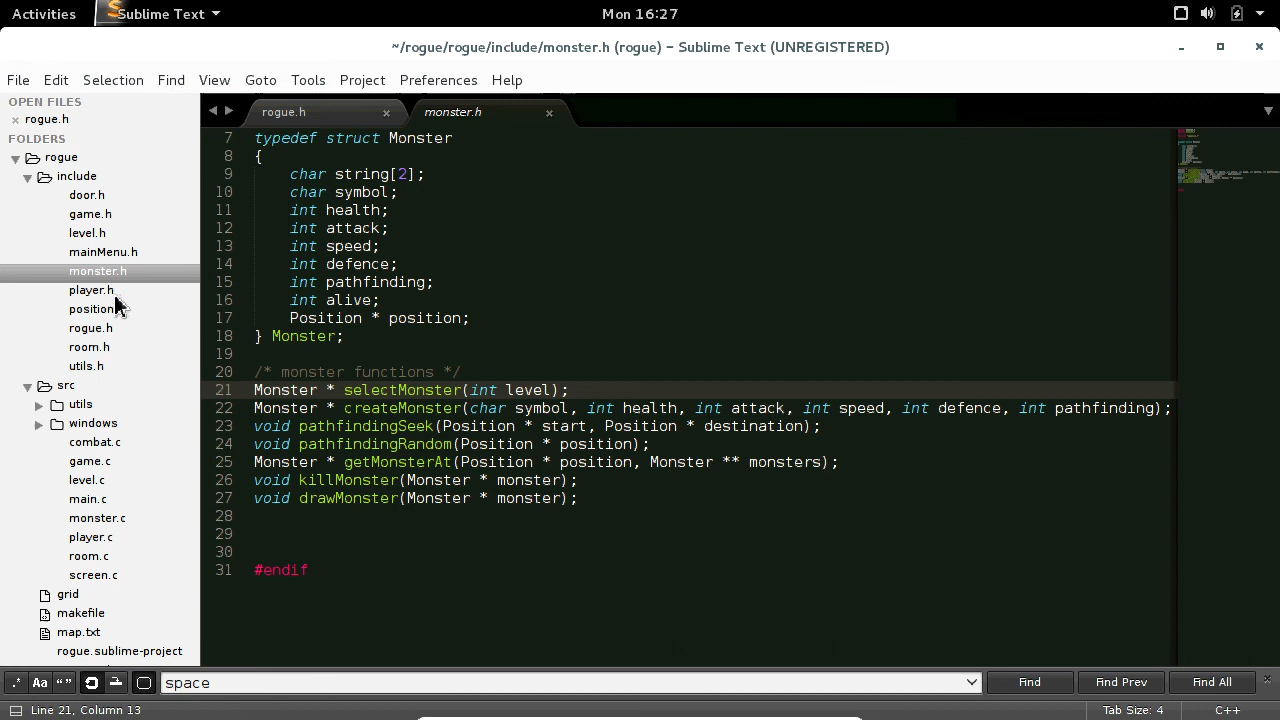 Activities Sublime Text Mon 16:27
~/rogue/rogue/include/monster.h (rogue) – Sublime Text (UNREGISTERED)
File Edit Selection Find View Goto Tools Project Preferences Help
OPEN FILES
rogue.h
FOLDERS
rogue
include
door.h
game.h
level.h
mainMenu.h
monster.h
player.h
position
rogue.h
room.h
utils.h
src
utils
windows
combat.c
game.c
level.c
main.c
monster.c
player.c
room.c
screen.c
grid
makefile
map.txt
rogue.sublime-project
rogue.h monster.h
7 typedef struct Monster
8 {
9 char string[2];
10 char symbol;
11 int health;
12 int attack;
13 int speed;
14 int defence;
15 int pathfinding;
16 int alive;
17 Position * position;
18 } Monster;
19
20 /* monster functions */
21 Monster * selectMonster(int level);
22 Monster * createMonster(char symbol, int health, int attack, int speed, int defence, int pathfinding);
23 void pathfindingSeek(Position * start, Position * destination);
24 void pathfindingRandom(Position * position);
25 Monster * getMonsterAt(Position * position, Monster ** monsters);
26 void killMonster(Monster * monster);
27 void drawMonster(Monster * monster);
28
29
30
31 #endif
.* Aa “” space Find Find Prev Find All
Line 21, Column 13 Tab Size: 4 C++